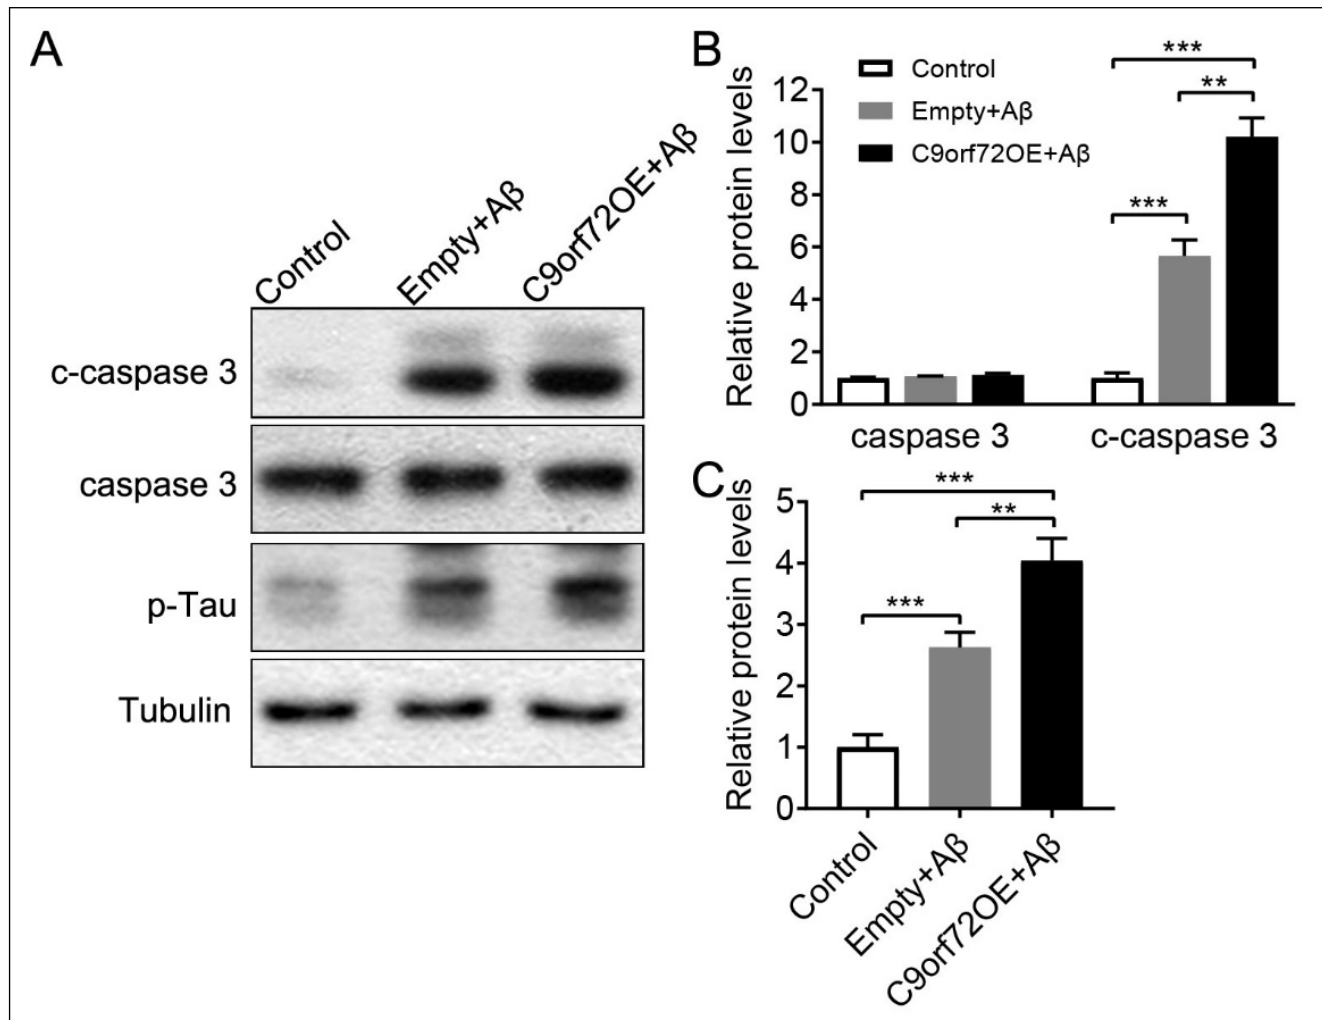 A
Control
Empty+Aβ
C9orf72OE+Aβ
c-caspase 3
caspase 3
p-Tau
Tubulin
B
Control
Empty+Aβ
C9orf72OE+Aβ
***
**
***
Relative protein levels
12
10
8
6
4
2
0
caspase 3
c-caspase 3
C
***
**
***
Relative protein levels
5
4
3
2
1
0
Control
Empty+Aβ
C9orf72OE+Aβ